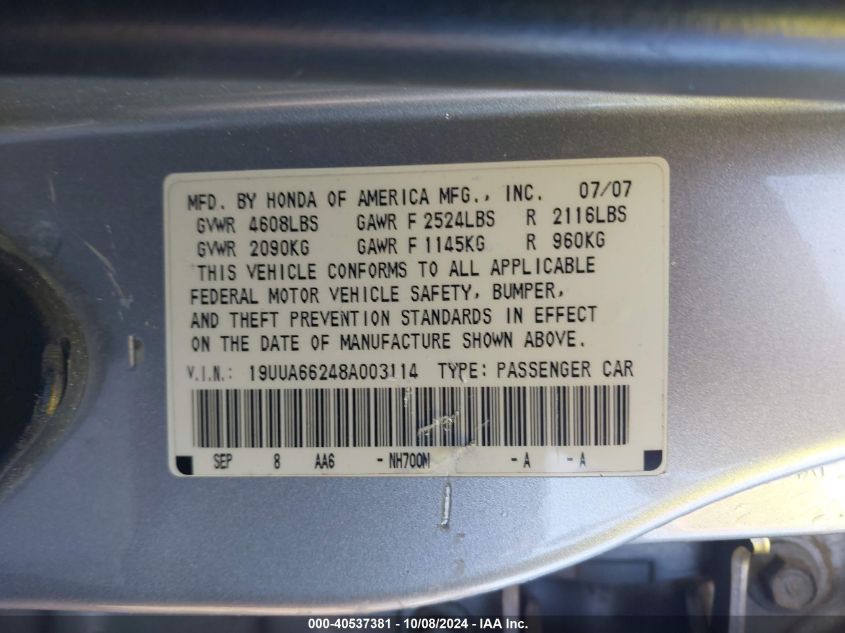 MFD. BY HONDA OF AMERICA MFG., INC. 07/07
GVWR 4608LBS GAWR F 2524LBS R 2116LBS
GVWR 2090KG GAWR F 1145KG R 960KG
THIS VEHICLE CONFORMS TO ALL APPLICABLE
FEDERAL MOTOR VEHICLE SAFETY, BUMPER,
AND THEFT PREVENTION STANDARDS IN EFFECT
ON THE DATE OF MANUFACTURE SHOWN ABOVE.
V.I.N.: 19UUA66248A003114 TYPE: PASSENGER CAR
SEP 8 AA6 - NH700M - A - A
000-40537381 - 10/08/2024 - IAA Inc.